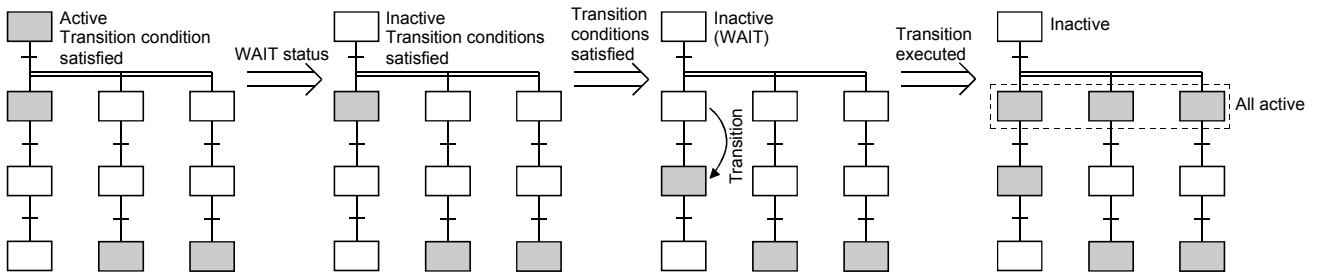 Active
Transition condition
satisfied
WAIT status
Inactive
Transition conditions
satisfied
Transition
conditions
satisfied
Inactive
(WAIT)
Transition
Transition
executed
Inactive
All active